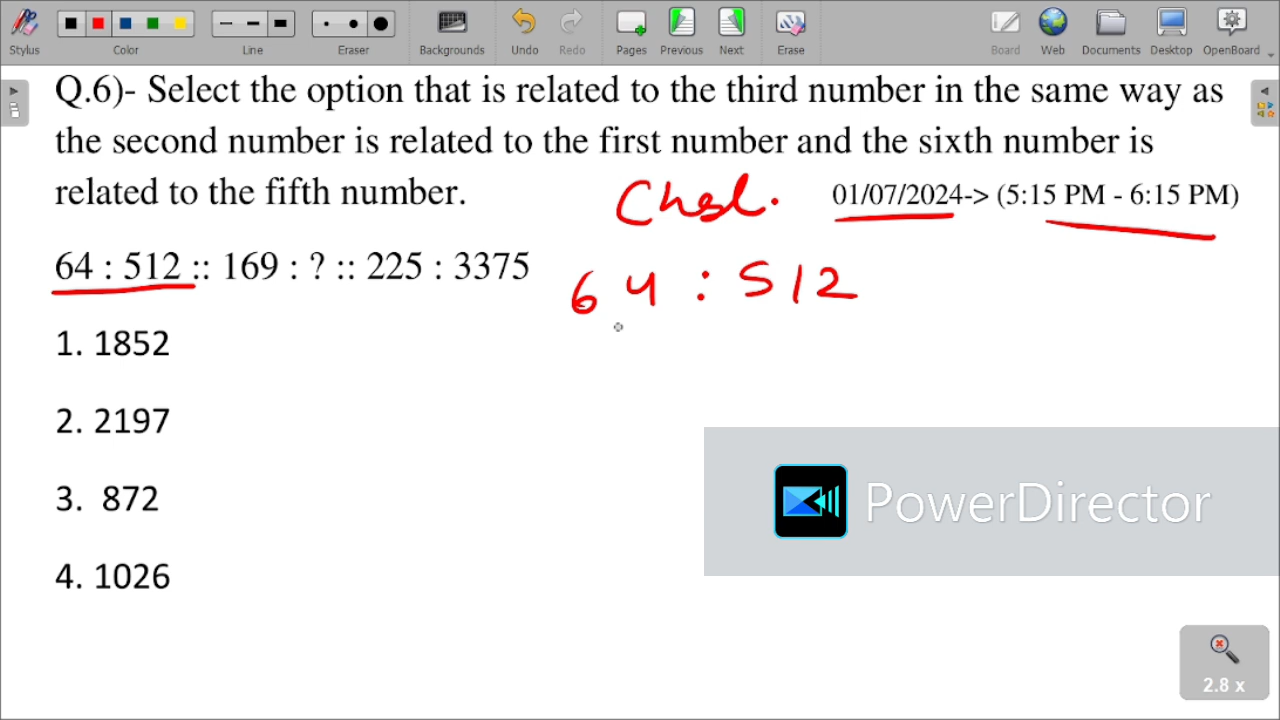 Stylus Color Line Eraser Backgrounds Undo Redo Pages Previous Next Erase Board Web Documents Desktop OpenBoard
Q.6)- Select the option that is related to the third number in the same way as
the second number is related to the first number and the sixth number is
related to the fifth number.
Chsl. 01/07/2024-> (5:15 PM - 6:15 PM)
64 : 512 :: 169 : ? :: 225 : 3375
64 : 512
1. 1852
2. 2197
3. 872
4. 1026
PowerDirector
2.8 x